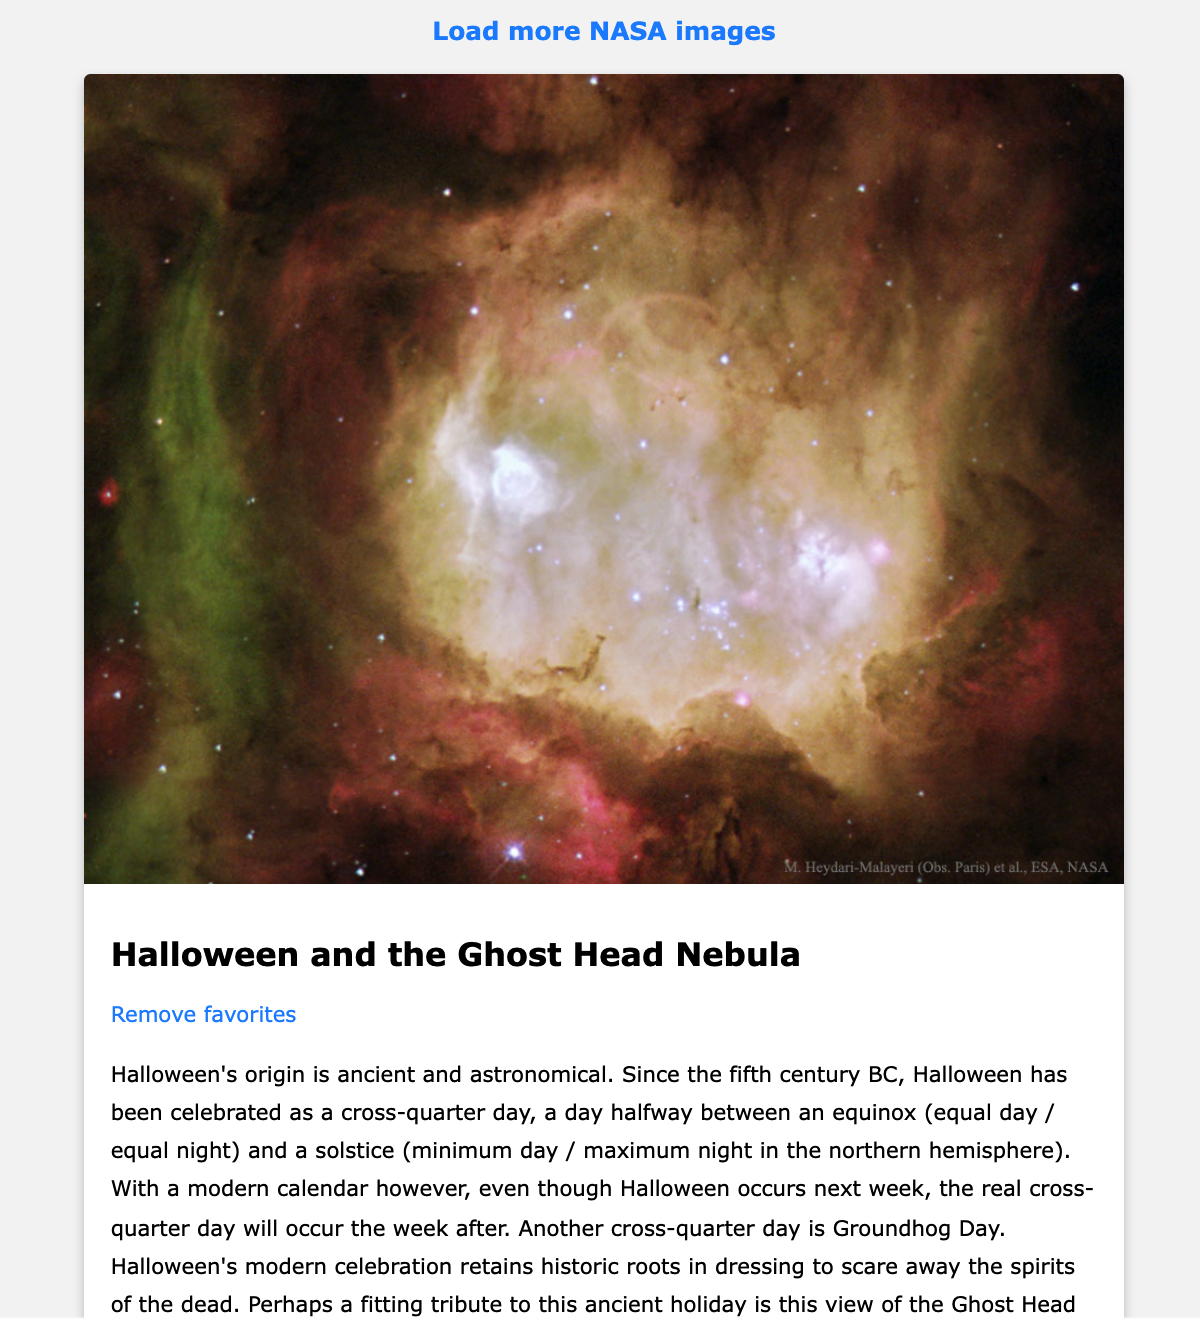 Load more NASA images
M. Heydari-Malayeri (Obs. Paris) et al., ESA, NASA
Halloween and the Ghost Head Nebula
Remove favorites
Halloween's origin is ancient and astronomical. Since the fifth century BC, Halloween has
been celebrated as a cross-quarter day, a day halfway between an equinox (equal day /
equal night) and a solstice (minimum day / maximum night in the northern hemisphere).
With a modern calendar however, even though Halloween occurs next week, the real cross-
quarter day will occur the week after. Another cross-quarter day is Groundhog Day.
Halloween's modern celebration retains historic roots in dressing to scare away the spirits
of the dead. Perhaps a fitting tribute to this ancient holiday is this view of the Ghost Head